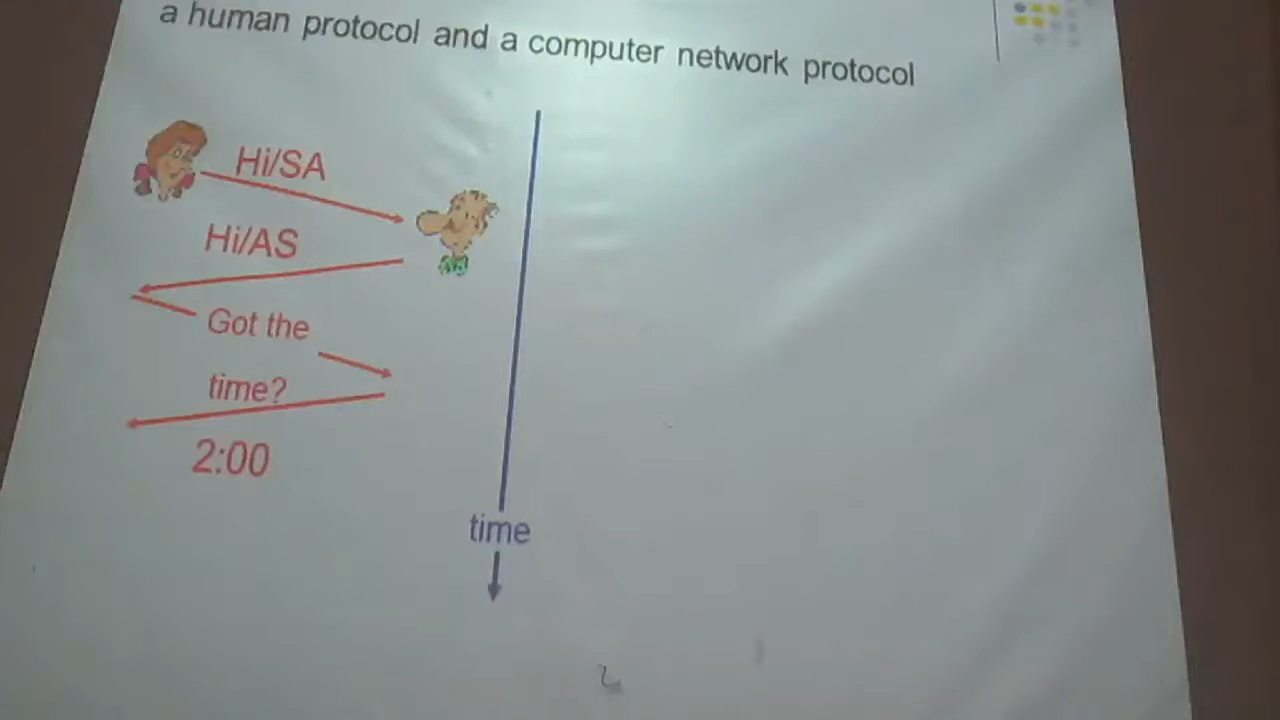 a human protocol and a computer network protocol
Hi/SA
Hi/AS
Got the
time?
2:00
time